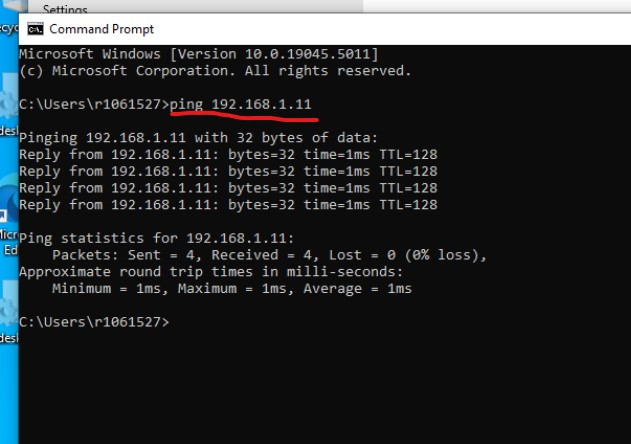 Settings
Command Prompt
Microsoft Windows [Version 10.0.19045.5011]
(c) Microsoft Corporation. All rights reserved.
C:\Users\r1061527>ping 192.168.1.11
Pinging 192.168.1.11 with 32 bytes of data:
Reply from 192.168.1.11: bytes=32 time=1ms TTL=128
Reply from 192.168.1.11: bytes=32 time=1ms TTL=128
Reply from 192.168.1.11: bytes=32 time=1ms TTL=128
Reply from 192.168.1.11: bytes=32 time=1ms TTL=128
Ping statistics for 192.168.1.11:
Packets: Sent = 4, Received = 4, Lost = 0 (0% loss),
Approximate round trip times in milli-seconds:
Minimum = 1ms, Maximum = 1ms, Average = 1ms
C:\Users\r1061527>